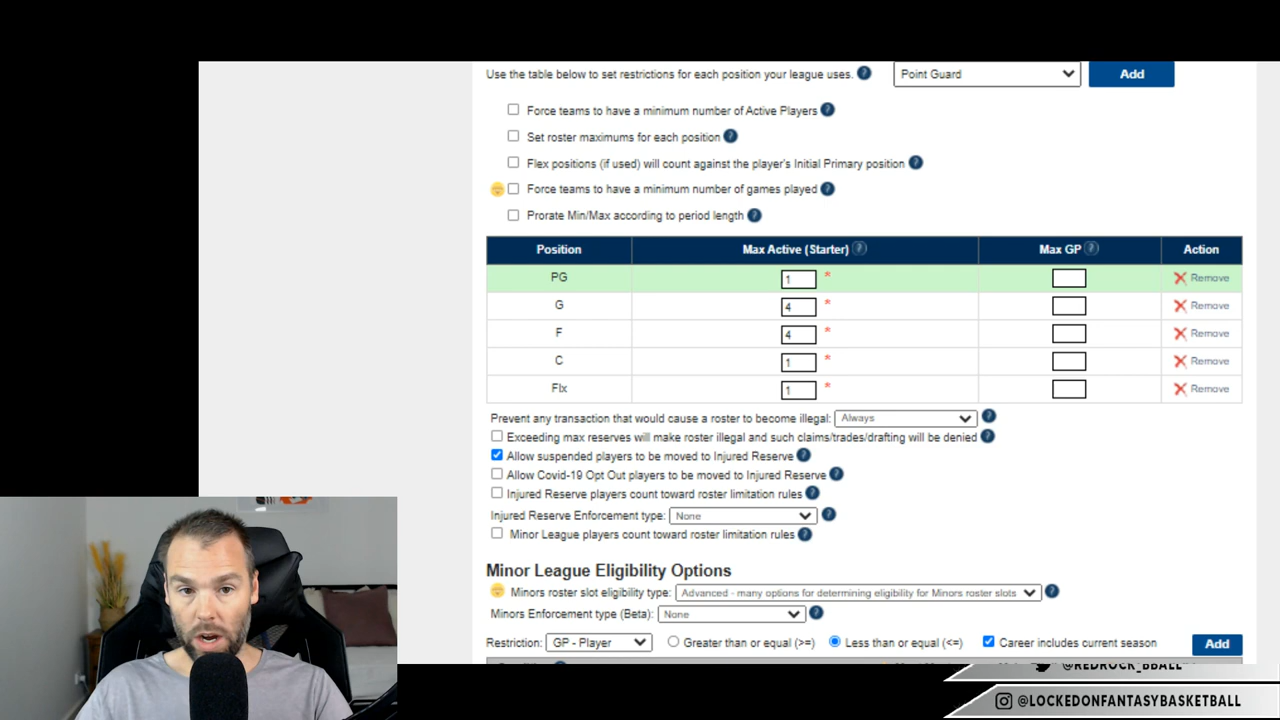 Use the table below to set restrictions for each position your league uses. ? Point Guard Add
Force teams to have a minimum number of Active Players ?
Set roster maximums for each position ?
Flex positions (if used) will count against the player's Initial Primary position ?
Force teams to have a minimum number of games played ?
Prorate Min/Max according to period length ?
Position Max Active (Starter) ? Max GP ? Action
PG 1 * Remove
G 4 * Remove
F 4 * Remove
C 1 * Remove
Flx 1 * Remove
Prevent any transaction that would cause a roster to become illegal: Always ?
Exceeding max reserves will make roster illegal and such claims/trades/drafting will be denied ?
Allow suspended players to be moved to Injured Reserve ?
Allow Covid-19 Opt Out players to be moved to Injured Reserve ?
Injured Reserve players count toward roster limitation rules ?
Injured Reserve Enforcement type: None ?
Minor League players count toward roster limitation rules ?
Minor League Eligibility Options
Minors roster slot eligibility type: Advanced - many options for determining eligibility for Minors roster slots ?
Minors Enforcement type (Beta): None ?
Restriction: GP - Player Greater than or equal (>=) Less than or equal (<=) Career includes current season Add
@REDROCK_BBALL
@LOCKEDONFANTASYBASKETBALL